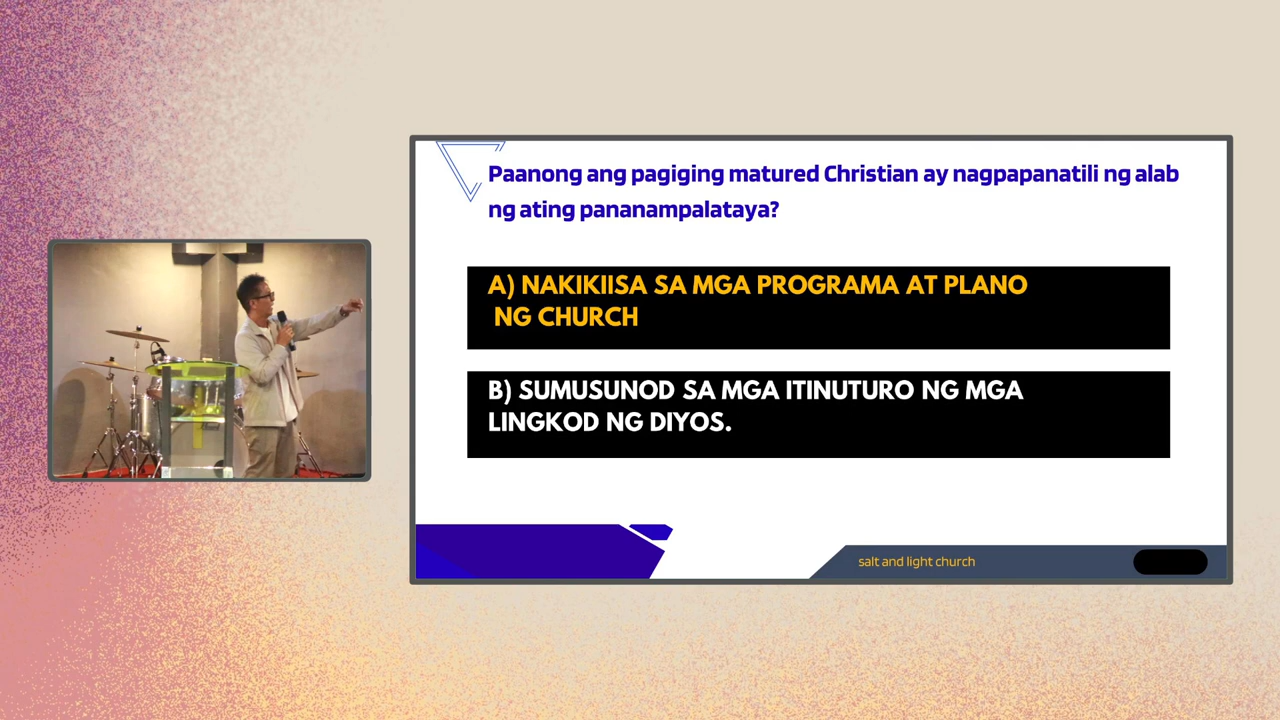 Paanong ang pagiging matured Christian ay nagpapanatili ng alab
ng ating pananampalataya?
A) NAKIKIISA SA MGA PROGRAMA AT PLANO
NG CHURCH
B) SUMUSUNOD SA MGA ITINUTURO NG MGA
LINGKOD NG DIYOS.
salt and light church